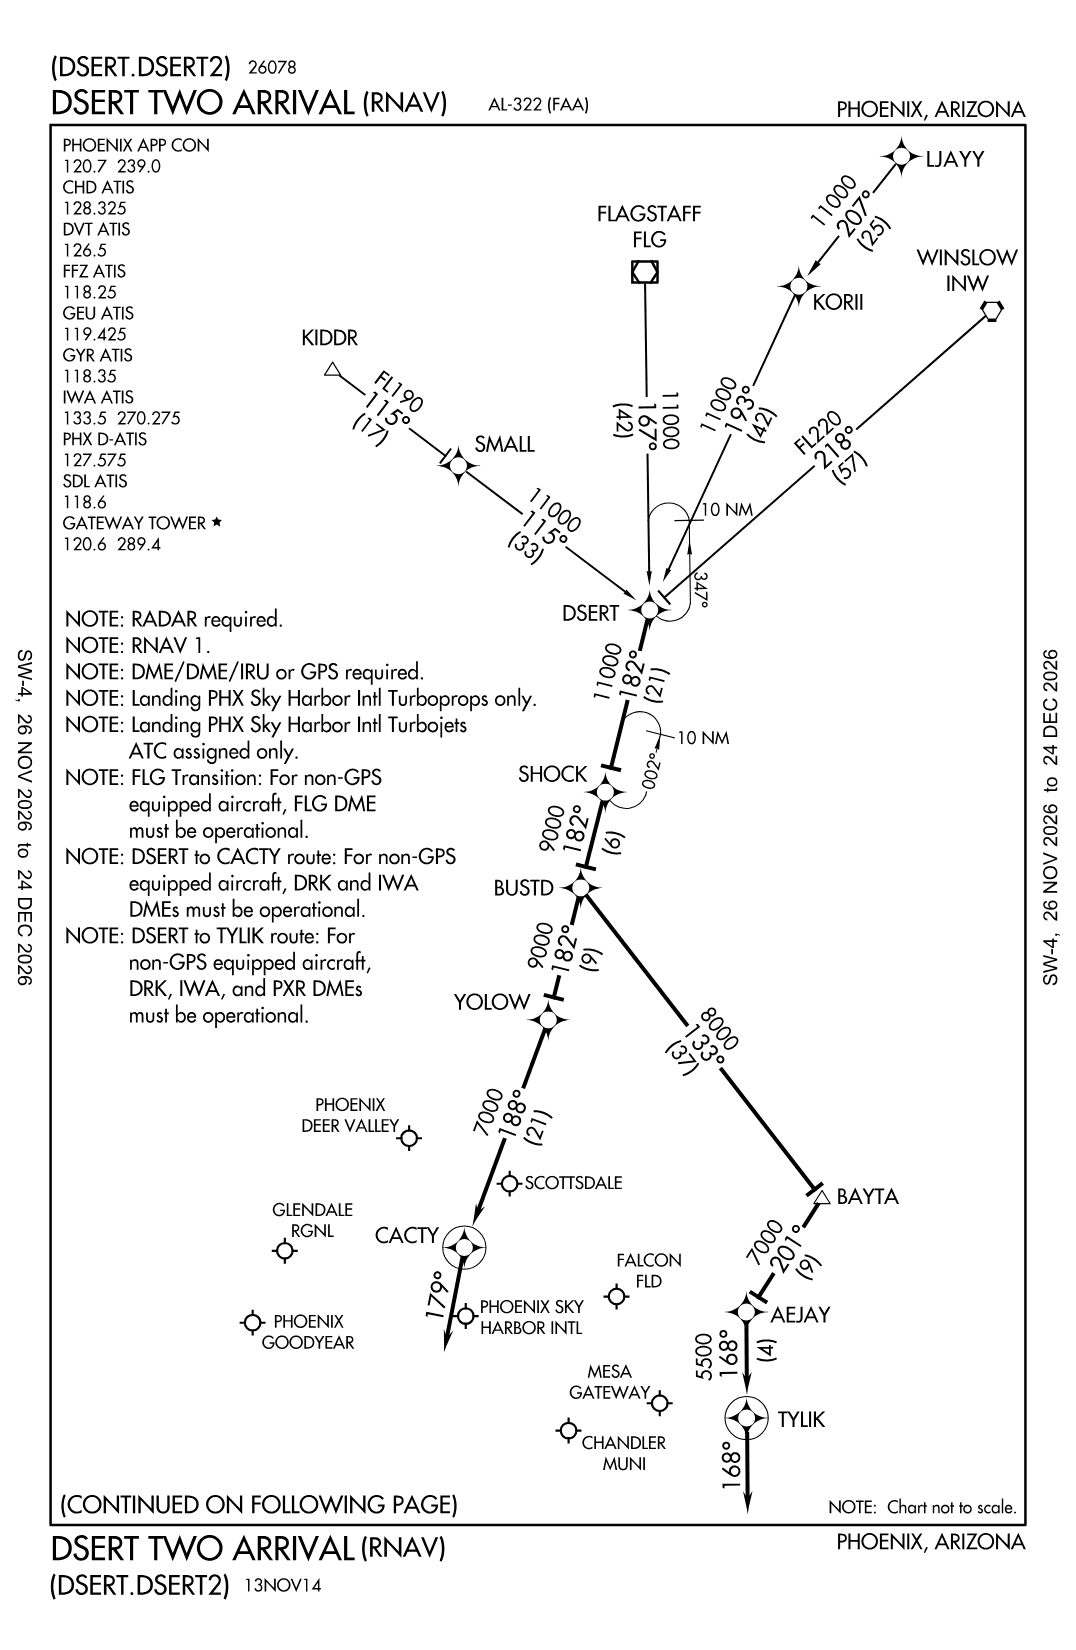 (DSERT.DSERT2) 26078
DSERT TWO ARRIVAL (RNAV) AL-322 (FAA) PHOENIX, ARIZONA
PHOENIX APP CON
120.7 239.0
CHD ATIS
128.325
DVT ATIS
126.5
FFZ ATIS
118.25
GEU ATIS
119.425
GYR ATIS
118.35
IWA ATIS
133.5 270.275
PHX D-ATIS
127.575
SDL ATIS
118.6
GATEWAY TOWER ★
120.6 289.4
LJAYY
11000
207°
(25)
FLAGSTAFF
FLG
WINSLOW
INW
KORII
KIDDR
FL190
115°
(17)
SMALL
11000
167°
(42)
11000
193°
(42)
FL220
218°
(57)
11000
115°
(33)
10 NM
347°
DSERT
11000
182°
(21)
10 NM
002°
SHOCK
9000
182°
(6)
BUSTD
9000
182°
(9)
YOLOW
8000
133°
(37)
7000
188°
(21)
NOTE: RADAR required.
NOTE: RNAV 1.
NOTE: DME/DME/IRU or GPS required.
NOTE: Landing PHX Sky Harbor Intl Turboprops only.
NOTE: Landing PHX Sky Harbor Intl Turbojets
ATC assigned only.
NOTE: FLG Transition: For non-GPS
equipped aircraft, FLG DME
must be operational.
NOTE: DSERT to CACTY route: For non-GPS
equipped aircraft, DRK and IWA
DMEs must be operational.
NOTE: DSERT to TYLIK route: For
non-GPS equipped aircraft,
DRK, IWA, and PXR DMEs
must be operational.
PHOENIX
DEER VALLEY
SCOTTSDALE
BAYTA
GLENDALE
RGNL
CACTY
179°
7000
201°
(9)
FALCON
FLD
PHOENIX SKY
HARBOR INTL
PHOENIX
GOODYEAR
AEJAY
5500
168°
(4)
MESA
GATEWAY
TYLIK
CHANDLER
MUNI
168°
(CONTINUED ON FOLLOWING PAGE)
NOTE: Chart not to scale.
DSERT TWO ARRIVAL (RNAV) PHOENIX, ARIZONA
(DSERT.DSERT2) 13NOV14
SW-4, 26 NOV 2026 to 24 DEC 2026
SW-4, 26 NOV 2026 to 24 DEC 2026